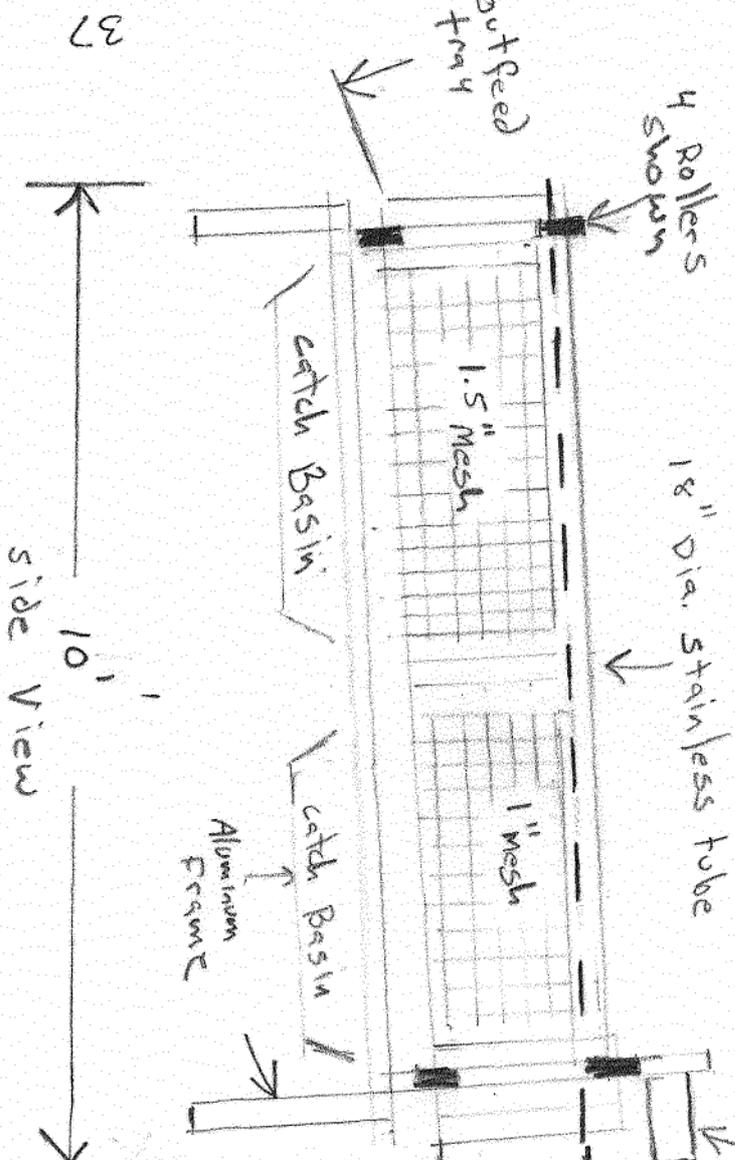 outfeed
tray
4 Rollers
shown
18" Dia. Stainless tube
1.5" Mesh
1" mesh
Catch Basin
Catch Basin
Aluminum
Frame
10'
side View
37